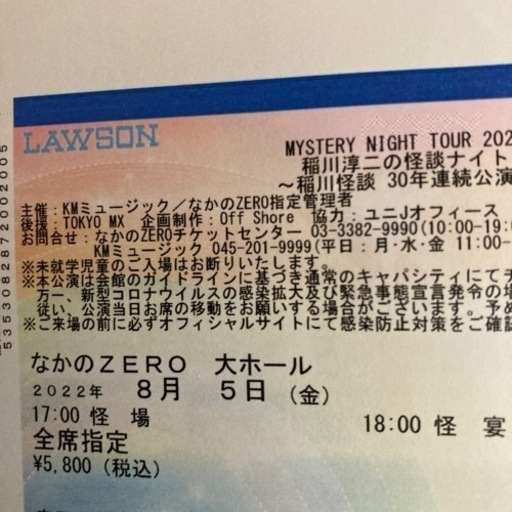 LAWSON
MYSTERY NIGHT TOUR 202
稲川淳二の怪談ナイト
～稲川怪談 30年連続公演
主催：KMミュージック／なかのZERO指定管理者
後援：TOKYO MX 企画制作：Off Shore 協力：ユニJオフィース
お問合せ：なかのZEROチケットセンター 03-3382-9990(10:00-19:0
KMミュージック 045-201-9999(平日：月・水・金 11:00-
※未就学児童のご入場はお断りいたします。
※本公演は会館のガイドラインに基づき通常のキャパシティにてチ
万一、新型コロナウイルスの感染拡大及び緊急事態宣言発令の場
従い、公演当日お席の移動をお願する場合がございます。予め
※ご来場の前に必ずオフィシャルサイトにて感染防止対策をご確認
なかのＺＥＲＯ 大ホール
２０２２年 ８月 ５日（金）
17:00 怪 場
18:00 怪 宴
全席指定
¥5,800（税込）
5353082872002005